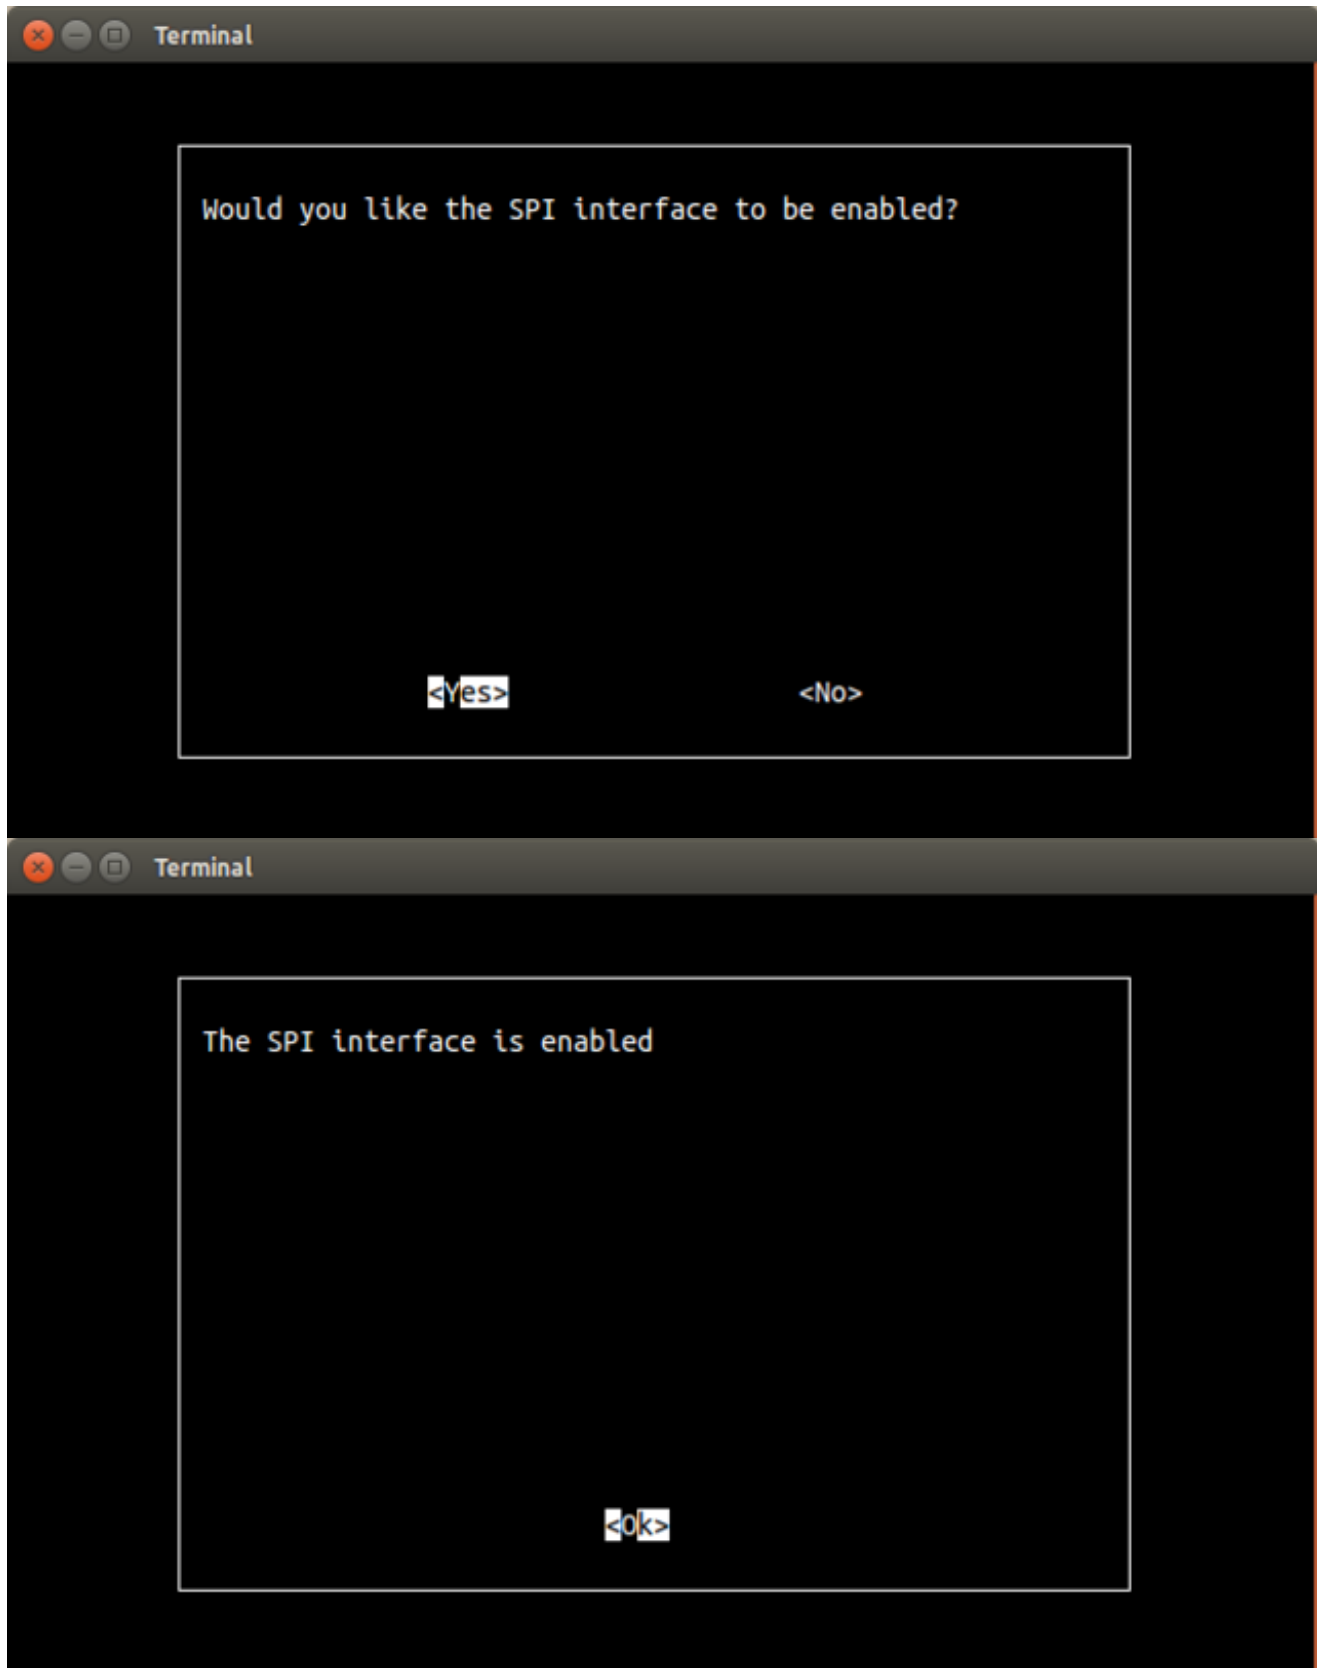 Terminal
Would you like the SPI interface to be enabled?
<Yes> <No>
Terminal
The SPI interface is enabled
<Ok>